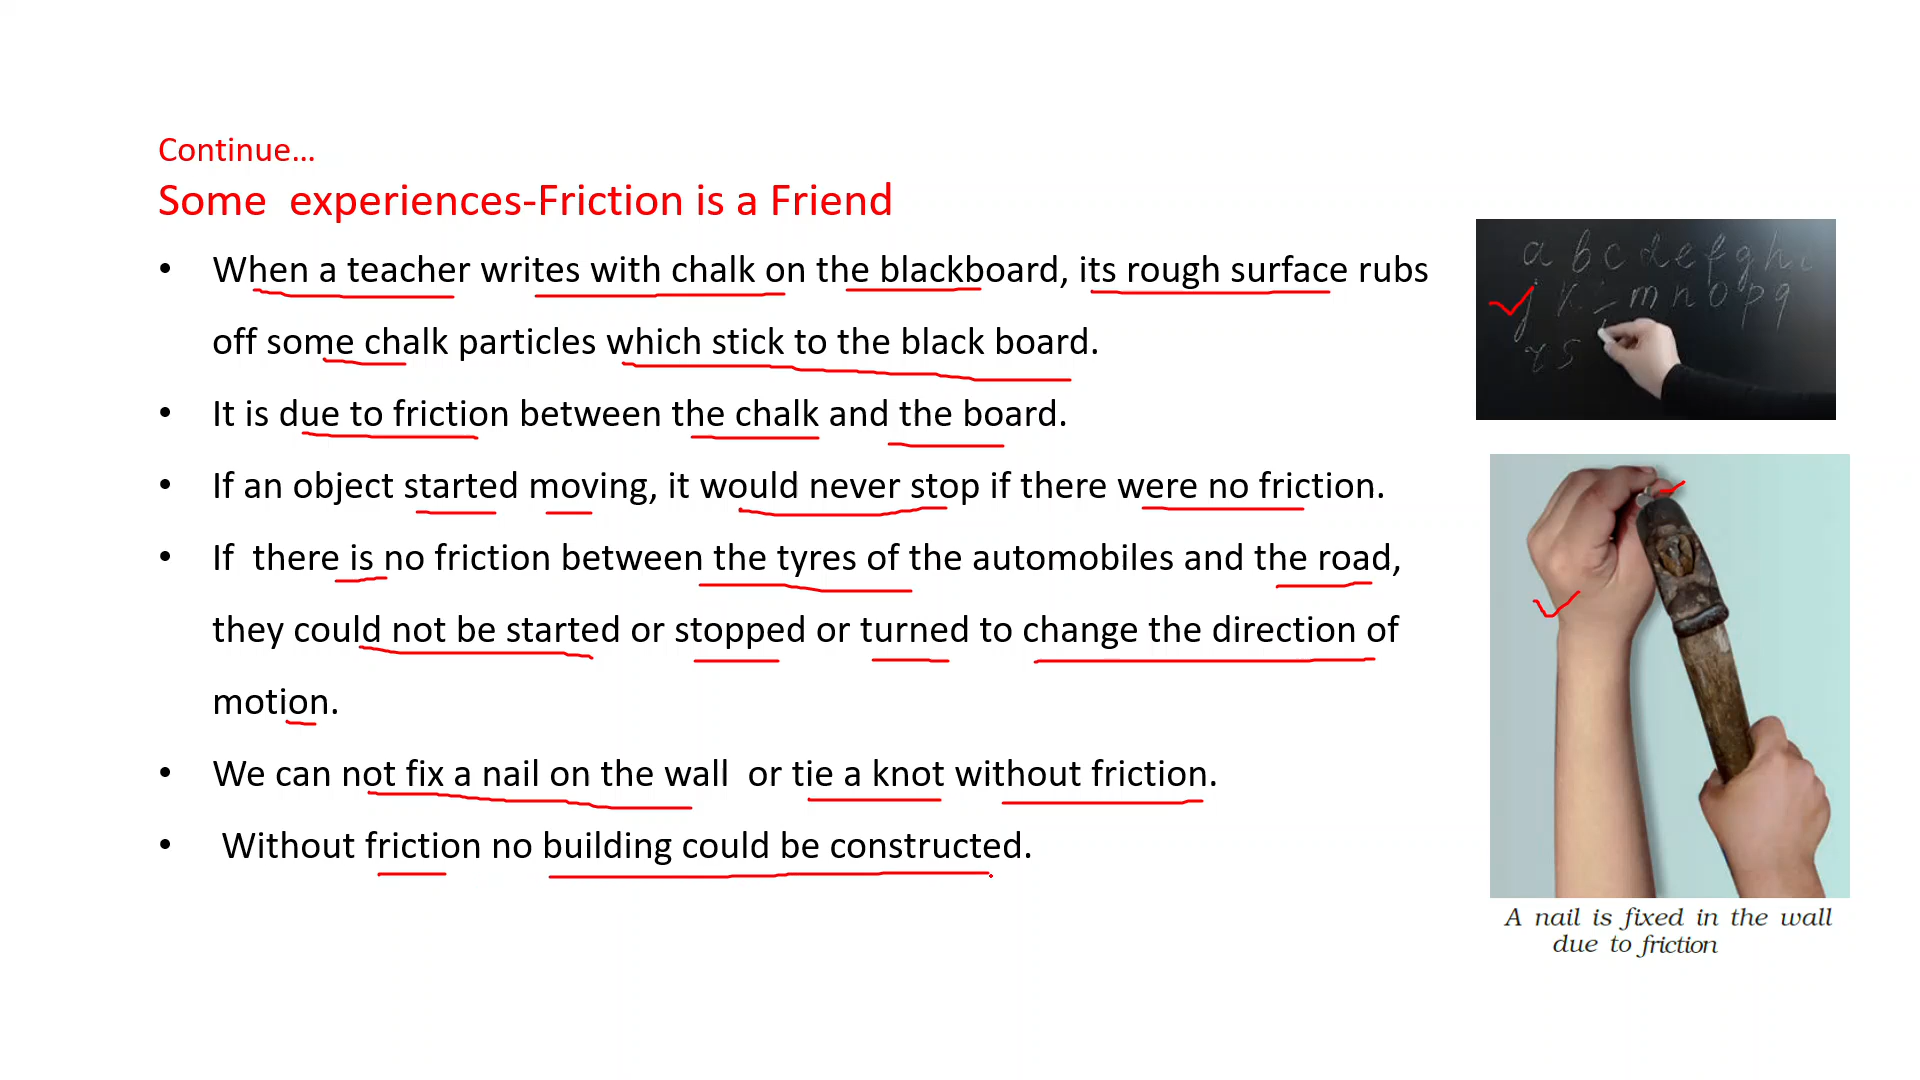 Continue...
Some experiences-Friction is a Friend
• When a teacher writes with chalk on the blackboard, its rough surface rubs
off some chalk particles which stick to the black board.
• It is due to friction between the chalk and the board.
• If an object started moving, it would never stop if there were no friction.
• If there is no friction between the tyres of the automobiles and the road,
they could not be started or stopped or turned to change the direction of
motion.
• We can not fix a nail on the wall or tie a knot without friction.
• Without friction no building could be constructed.
a b c d e f g h i
j k l m n o p q
r s
A nail is fixed in the wall
due to friction